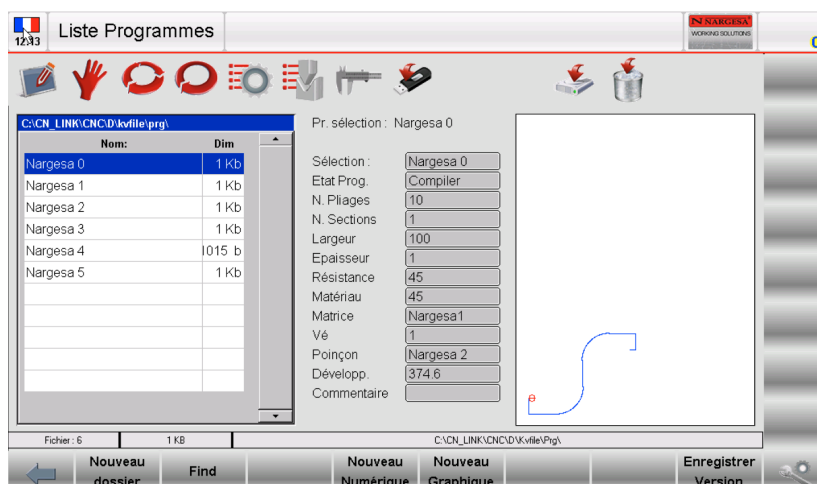 12:13
Liste Programmes
N NARGESA
WORKING SOLUTIONS
C:\CN_LINK\CNC\D\kvfile\prg\
Nom: Dim
Nargesa 0 1 Kb
Nargesa 1 1 Kb
Nargesa 2 1 Kb
Nargesa 3 1 Kb
Nargesa 4 1015 b
Nargesa 5 1 Kb
Pr. sélection : Nargesa 0
Sélection : Nargesa 0
Etat Prog. Compiler
N. Pliages 10
N. Sections 1
Largeur 100
Epaisseur 1
Résistance 45
Matériau 45
Matrice Nargesa1
Vé 1
Poinçon Nargesa 2
Développ. 374.6
Commentaire
Fichier : 6 1 KB C:\CN_LINK\CNC\D\Kvfile\Prg\
Nouveau dossier
Find
Nouveau Numérique
Nouveau Graphique
Enregistrer Version